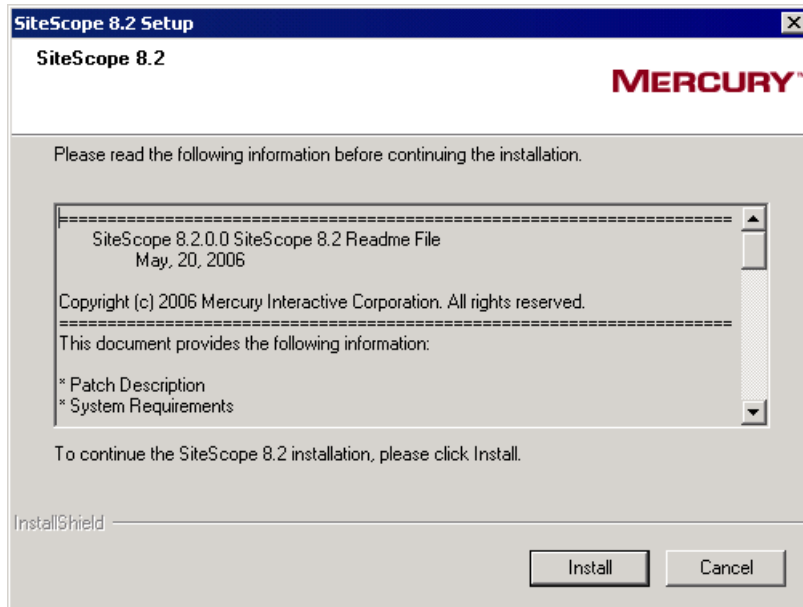 SiteScope 8.2 Setup
SiteScope 8.2
MERCURY™
Please read the following information before continuing the installation.
========================================================================
SiteScope 8.2.0.0 SiteScope 8.2 Readme File
May, 20, 2006
Copyright (c) 2006 Mercury Interactive Corporation. All rights reserved.
========================================================================
This document provides the following information:
* Patch Description
* System Requirements
To continue the SiteScope 8.2 installation, please click Install.
InstallShield
Install
Cancel